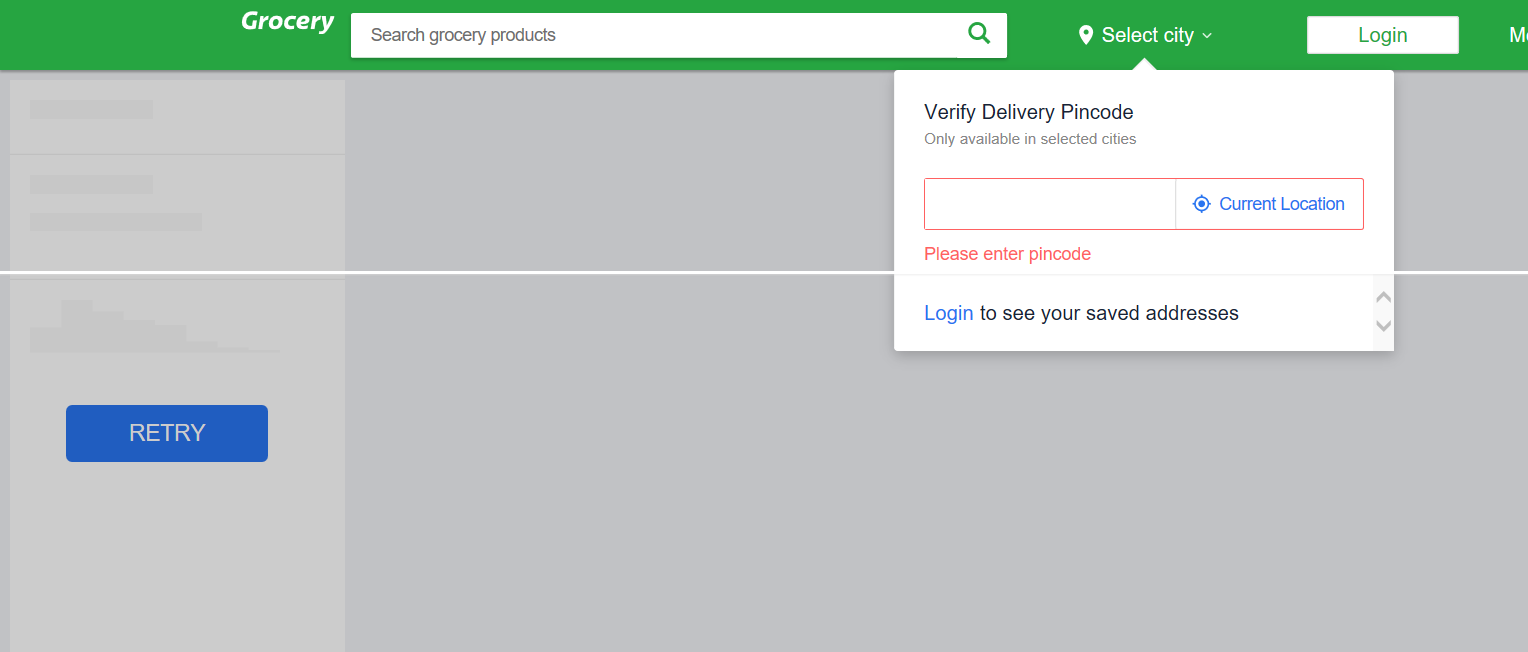 Grocery
Search grocery products
Select city
Login
Verify Delivery Pincode
Only available in selected cities
Current Location
Please enter pincode
Login to see your saved addresses
RETRY